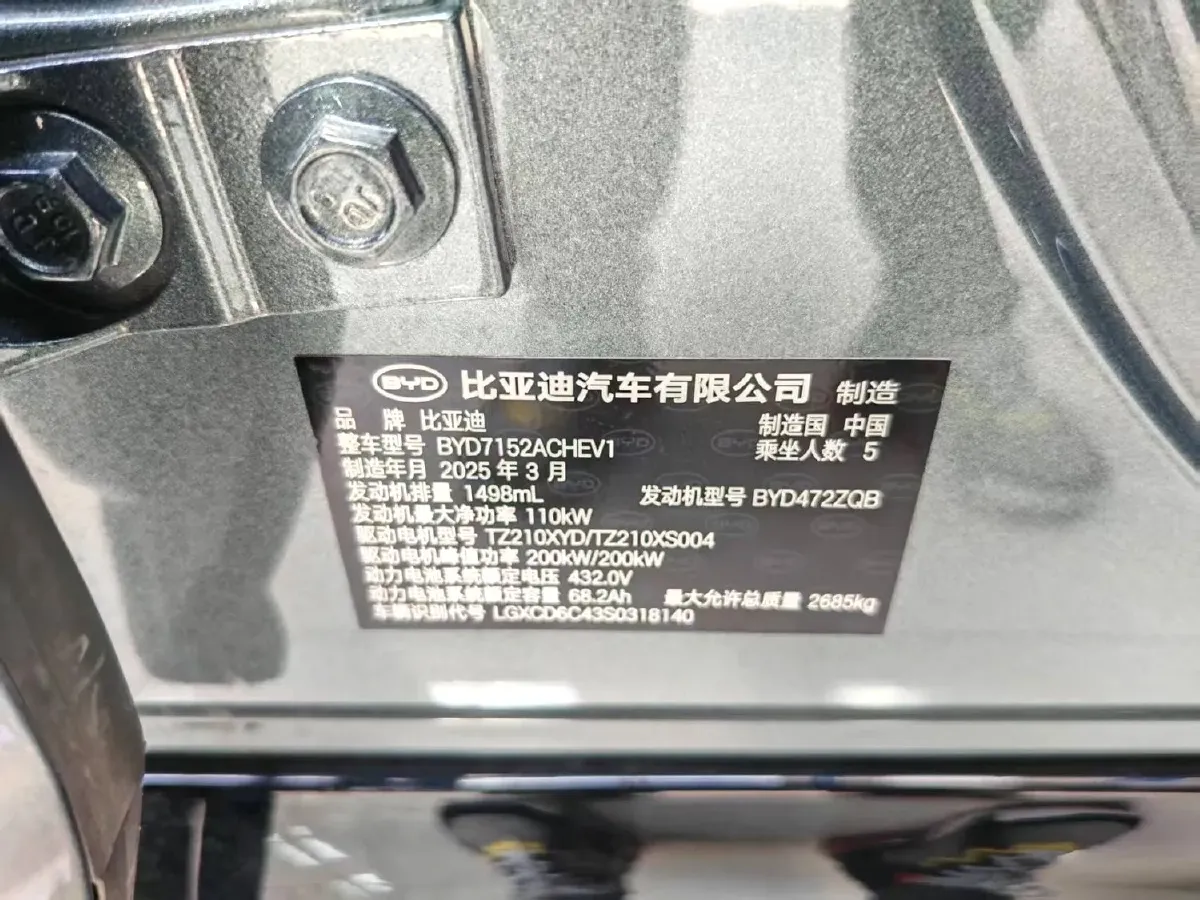 BYD 比亚迪汽车有限公司 制造
品 牌 比亚迪 制造国 中国
整车型号 BYD7152ACHEV1 乘坐人数 5
制造年月 2025 年 3 月
发动机排量 1498mL 发动机型号 BYD472ZQB
发动机最大净功率 110kW
驱动电机型号 TZ210XYD/TZ210XS004
驱动电机峰值功率 200kW/200kW
动力电池系统额定电压 432.0V
动力电池系统额定容量 68.2Ah 最大允许总质量 2685kg
车辆识别代号 LGXCD6C43S0318140